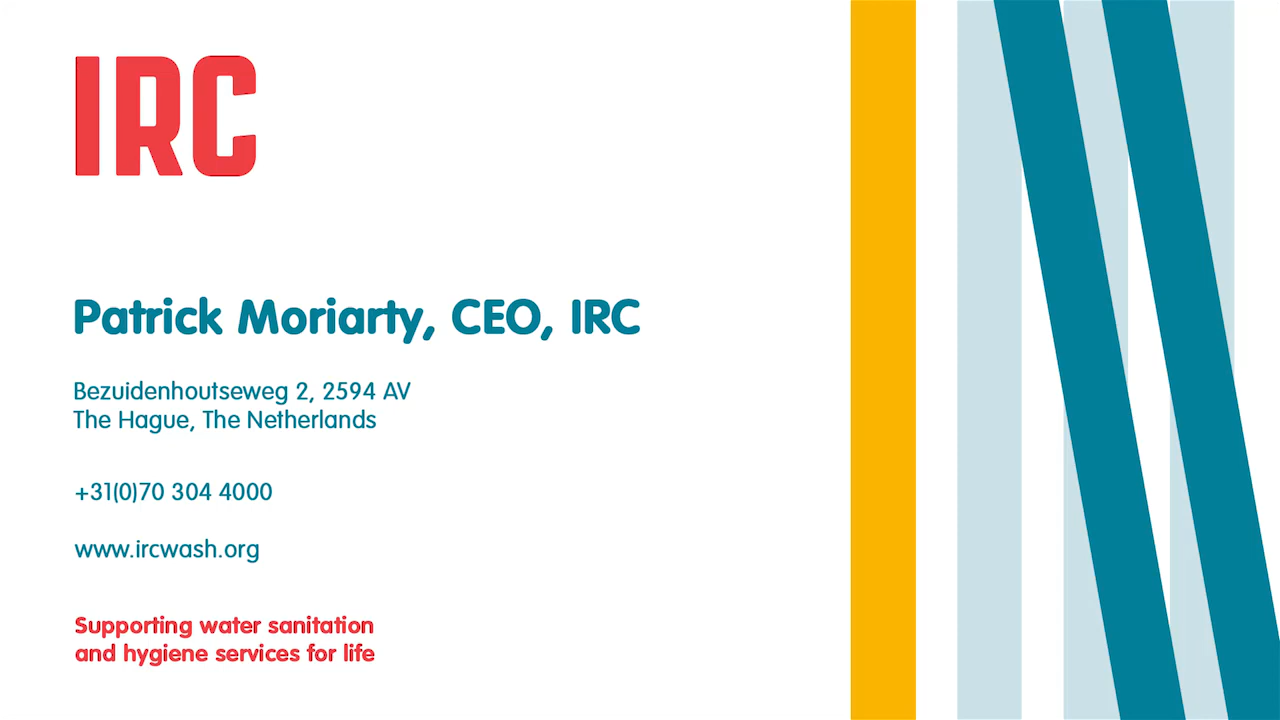 IRC
Patrick Moriarty, CEO, IRC
Bezuidenhoutseweg 2, 2594 AV
The Hague, The Netherlands
+31(0)70 304 4000
www.ircwash.org
Supporting water sanitation
and hygiene services for life